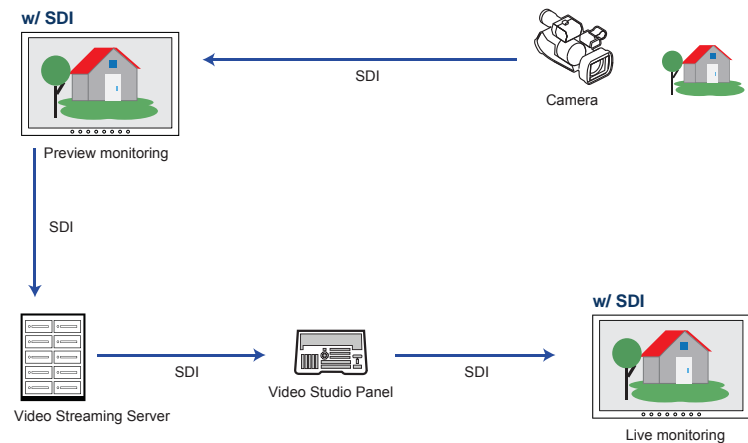 w/ SDI
SDI
Camera
Preview monitoring
SDI
w/ SDI
SDI
Video Studio Panel
SDI
Video Streaming Server
Live monitoring